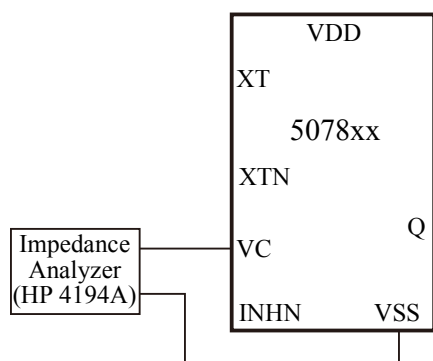 VDD
XT
5078xx
XTN
Q
Impedance
Analyzer
(HP 4194A)
VC
INHN
VSS